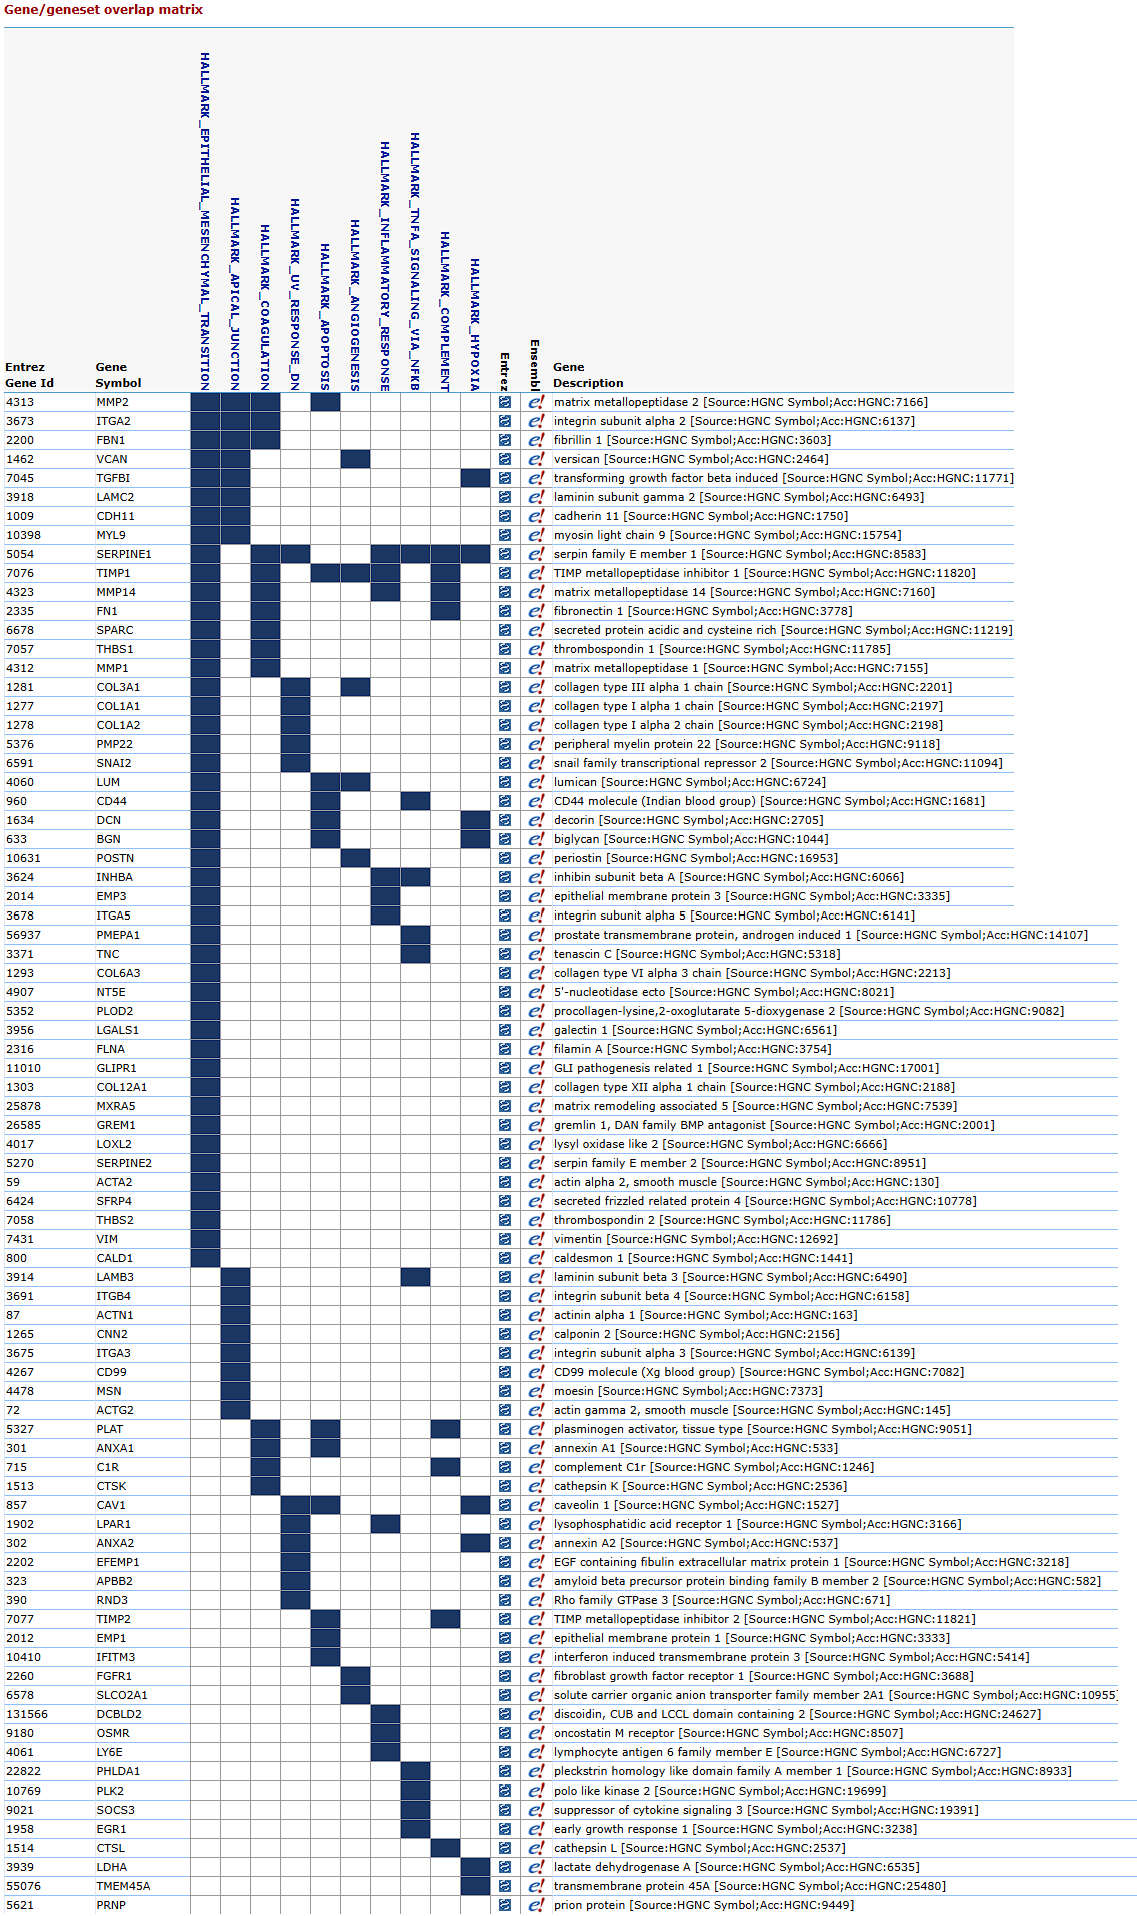 Gene/geneset overlap matrix
HALLMARK_EPITHELIAL_MESENCHYMAL_TRANSITION
HALLMARK_APICAL_JUNCTION
HALLMARK_COAGULATION
HALLMARK_UV_RESPONSE_DN
HALLMARK_APOPTOSIS
HALLMARK_ANGIOGENESIS
HALLMARK_INFLAMMATORY_RESPONSE
HALLMARK_TNFA_SIGNALING_VIA_NFKB
HALLMARK_COMPLEMENT
HALLMARK_HYPOXIA
Entrez
Ensembl
Entrez Gene Gene
Gene Id Symbol Description
4313 MMP2 e! matrix metallopeptidase 2 [Source:HGNC Symbol;Acc:HGNC:7166]
3673 ITGA2 e! integrin subunit alpha 2 [Source:HGNC Symbol;Acc:HGNC:6137]
2200 FBN1 e! fibrillin 1 [Source:HGNC Symbol;Acc:HGNC:3603]
1462 VCAN e! versican [Source:HGNC Symbol;Acc:HGNC:2464]
7045 TGFBI e! transforming growth factor beta induced [Source:HGNC Symbol;Acc:HGNC:11771]
3918 LAMC2 e! laminin subunit gamma 2 [Source:HGNC Symbol;Acc:HGNC:6493]
1009 CDH11 e! cadherin 11 [Source:HGNC Symbol;Acc:HGNC:1750]
10398 MYL9 e! myosin light chain 9 [Source:HGNC Symbol;Acc:HGNC:15754]
5054 SERPINE1 e! serpin family E member 1 [Source:HGNC Symbol;Acc:HGNC:8583]
7076 TIMP1 e! TIMP metallopeptidase inhibitor 1 [Source:HGNC Symbol;Acc:HGNC:11820]
4323 MMP14 e! matrix metallopeptidase 14 [Source:HGNC Symbol;Acc:HGNC:7160]
2335 FN1 e! fibronectin 1 [Source:HGNC Symbol;Acc:HGNC:3778]
6678 SPARC e! secreted protein acidic and cysteine rich [Source:HGNC Symbol;Acc:HGNC:11219]
7057 THBS1 e! thrombospondin 1 [Source:HGNC Symbol;Acc:HGNC:11785]
4312 MMP1 e! matrix metallopeptidase 1 [Source:HGNC Symbol;Acc:HGNC:7155]
1281 COL3A1 e! collagen type III alpha 1 chain [Source:HGNC Symbol;Acc:HGNC:2201]
1277 COL1A1 e! collagen type I alpha 1 chain [Source:HGNC Symbol;Acc:HGNC:2197]
1278 COL1A2 e! collagen type I alpha 2 chain [Source:HGNC Symbol;Acc:HGNC:2198]
5376 PMP22 e! peripheral myelin protein 22 [Source:HGNC Symbol;Acc:HGNC:9118]
6591 SNAI2 e! snail family transcriptional repressor 2 [Source:HGNC Symbol;Acc:HGNC:11094]
4060 LUM e! lumican [Source:HGNC Symbol;Acc:HGNC:6724]
960 CD44 e! CD44 molecule (Indian blood group) [Source:HGNC Symbol;Acc:HGNC:1681]
1634 DCN e! decorin [Source:HGNC Symbol;Acc:HGNC:2705]
633 BGN e! biglycan [Source:HGNC Symbol;Acc:HGNC:1044]
10631 POSTN e! periostin [Source:HGNC Symbol;Acc:HGNC:16953]
3624 INHBA e! inhibin subunit beta A [Source:HGNC Symbol;Acc:HGNC:6066]
2014 EMP3 e! epithelial membrane protein 3 [Source:HGNC Symbol;Acc:HGNC:3335]
3678 ITGA5 e! integrin subunit alpha 5 [Source:HGNC Symbol;Acc:HGNC:6141]
56937 PMEPA1 e! prostate transmembrane protein, androgen induced 1 [Source:HGNC Symbol;Acc:HGNC:14107]
3371 TNC e! tenascin C [Source:HGNC Symbol;Acc:HGNC:5318]
1293 COL6A3 e! collagen type VI alpha 3 chain [Source:HGNC Symbol;Acc:HGNC:2213]
4907 NT5E e! 5'-nucleotidase ecto [Source:HGNC Symbol;Acc:HGNC:8021]
5352 PLOD2 e! procollagen-lysine,2-oxoglutarate 5-dioxygenase 2 [Source:HGNC Symbol;Acc:HGNC:9082]
3956 LGALS1 e! galectin 1 [Source:HGNC Symbol;Acc:HGNC:6561]
2316 FLNA e! filamin A [Source:HGNC Symbol;Acc:HGNC:3754]
11010 GLIPR1 e! GLI pathogenesis related 1 [Source:HGNC Symbol;Acc:HGNC:17001]
1303 COL12A1 e! collagen type XII alpha 1 chain [Source:HGNC Symbol;Acc:HGNC:2188]
25878 MXRA5 e! matrix remodeling associated 5 [Source:HGNC Symbol;Acc:HGNC:7539]
26585 GREM1 e! gremlin 1, DAN family BMP antagonist [Source:HGNC Symbol;Acc:HGNC:2001]
4017 LOXL2 e! lysyl oxidase like 2 [Source:HGNC Symbol;Acc:HGNC:6666]
5270 SERPINE2 e! serpin family E member 2 [Source:HGNC Symbol;Acc:HGNC:8951]
59 ACTA2 e! actin alpha 2, smooth muscle [Source:HGNC Symbol;Acc:HGNC:130]
6424 SFRP4 e! secreted frizzled related protein 4 [Source:HGNC Symbol;Acc:HGNC:10778]
7058 THBS2 e! thrombospondin 2 [Source:HGNC Symbol;Acc:HGNC:11786]
7431 VIM e! vimentin [Source:HGNC Symbol;Acc:HGNC:12692]
800 CALD1 e! caldesmon 1 [Source:HGNC Symbol;Acc:HGNC:1441]
3914 LAMB3 e! laminin subunit beta 3 [Source:HGNC Symbol;Acc:HGNC:6490]
3691 ITGB4 e! integrin subunit beta 4 [Source:HGNC Symbol;Acc:HGNC:6158]
87 ACTN1 e! actinin alpha 1 [Source:HGNC Symbol;Acc:HGNC:163]
1265 CNN2 e! calponin 2 [Source:HGNC Symbol;Acc:HGNC:2156]
3675 ITGA3 e! integrin subunit alpha 3 [Source:HGNC Symbol;Acc:HGNC:6139]
4267 CD99 e! CD99 molecule (Xg blood group) [Source:HGNC Symbol;Acc:HGNC:7082]
4478 MSN e! moesin [Source:HGNC Symbol;Acc:HGNC:7373]
72 ACTG2 e! actin gamma 2, smooth muscle [Source:HGNC Symbol;Acc:HGNC:145]
5327 PLAT e! plasminogen activator, tissue type [Source:HGNC Symbol;Acc:HGNC:9051]
301 ANXA1 e! annexin A1 [Source:HGNC Symbol;Acc:HGNC:533]
715 C1R e! complement C1r [Source:HGNC Symbol;Acc:HGNC:1246]
1513 CTSK e! cathepsin K [Source:HGNC Symbol;Acc:HGNC:2536]
857 CAV1 e! caveolin 1 [Source:HGNC Symbol;Acc:HGNC:1527]
1902 LPAR1 e! lysophosphatidic acid receptor 1 [Source:HGNC Symbol;Acc:HGNC:3166]
302 ANXA2 e! annexin A2 [Source:HGNC Symbol;Acc:HGNC:537]
2202 EFEMP1 e! EGF containing fibulin extracellular matrix protein 1 [Source:HGNC Symbol;Acc:HGNC:3218]
323 APBB2 e! amyloid beta precursor protein binding family B member 2 [Source:HGNC Symbol;Acc:HGNC:582]
390 RND3 e! Rho family GTPase 3 [Source:HGNC Symbol;Acc:HGNC:671]
7077 TIMP2 e! TIMP metallopeptidase inhibitor 2 [Source:HGNC Symbol;Acc:HGNC:11821]
2012 EMP1 e! epithelial membrane protein 1 [Source:HGNC Symbol;Acc:HGNC:3333]
10410 IFITM3 e! interferon induced transmembrane protein 3 [Source:HGNC Symbol;Acc:HGNC:5414]
2260 FGFR1 e! fibroblast growth factor receptor 1 [Source:HGNC Symbol;Acc:HGNC:3688]
6578 SLCO2A1 e! solute carrier organic anion transporter family member 2A1 [Source:HGNC Symbol;Acc:HGNC:10955]
131566 DCBLD2 e! discoidin, CUB and LCCL domain containing 2 [Source:HGNC Symbol;Acc:HGNC:24627]
9180 OSMR e! oncostatin M receptor [Source:HGNC Symbol;Acc:HGNC:8507]
4061 LY6E e! lymphocyte antigen 6 family member E [Source:HGNC Symbol;Acc:HGNC:6727]
22822 PHLDA1 e! pleckstrin homology like domain family A member 1 [Source:HGNC Symbol;Acc:HGNC:8933]
10769 PLK2 e! polo like kinase 2 [Source:HGNC Symbol;Acc:HGNC:19699]
9021 SOCS3 e! suppressor of cytokine signaling 3 [Source:HGNC Symbol;Acc:HGNC:19391]
1958 EGR1 e! early growth response 1 [Source:HGNC Symbol;Acc:HGNC:3238]
1514 CTSL e! cathepsin L [Source:HGNC Symbol;Acc:HGNC:2537]
3939 LDHA e! lactate dehydrogenase A [Source:HGNC Symbol;Acc:HGNC:6535]
55076 TMEM45A e! transmembrane protein 45A [Source:HGNC Symbol;Acc:HGNC:25480]
5621 PRNP e! prion protein [Source:HGNC Symbol;Acc:HGNC:9449]